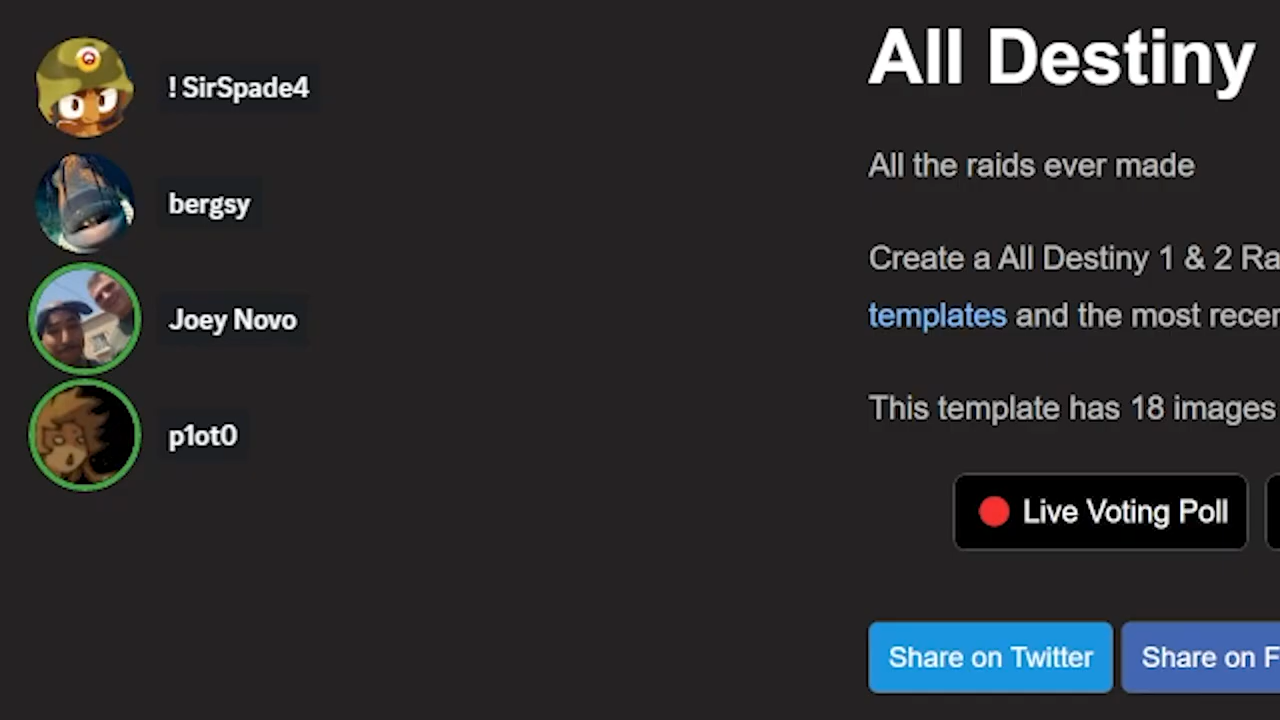 ! SirSpade4
bergsy
Joey Novo
p1ot0
All Destiny
All the raids ever made
Create a All Destiny 1 & 2 Ra
templates and the most recen
This template has 18 images
Live Voting Poll
Share on Twitter
Share on F